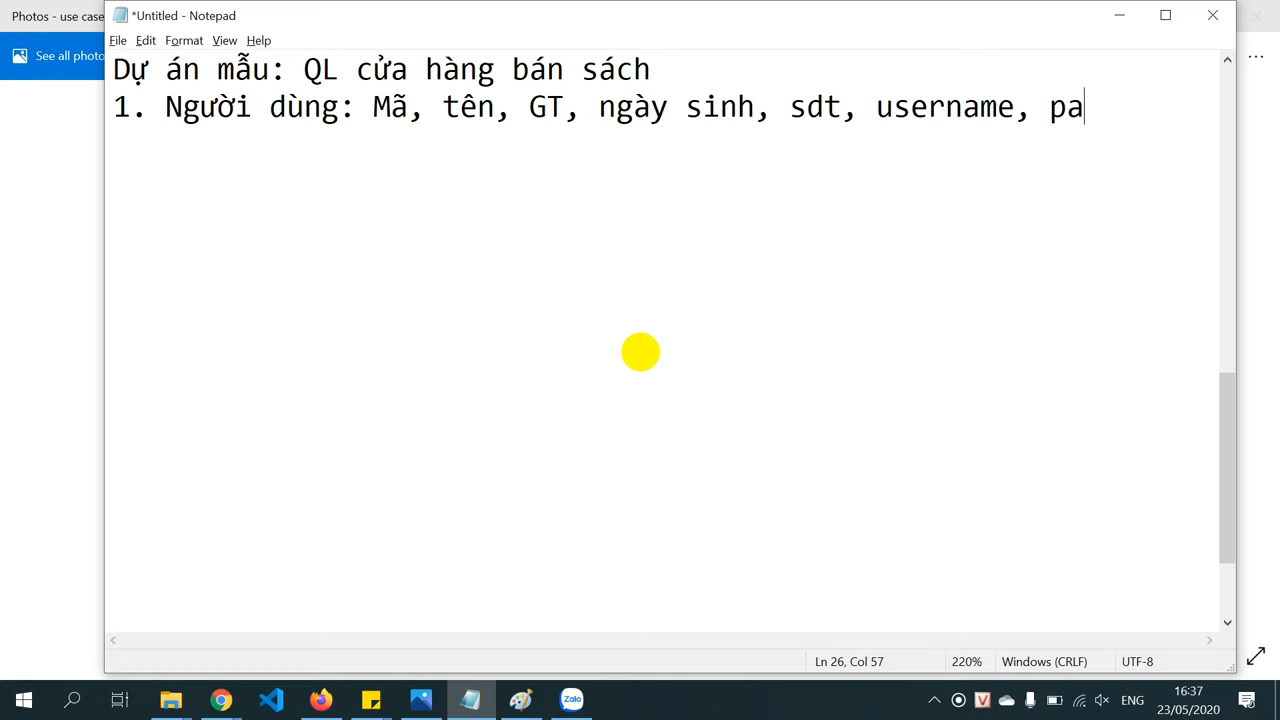 Photos - use case
*Untitled - Notepad
See all photo
File Edit Format View Help
Dự án mẫu: QL cửa hàng bán sách
1. Người dùng: Mã, tên, GT, ngày sinh, sdt, username, pa
Ln 26, Col 57
220%
Windows (CRLF)
UTF-8
Zalo
V
ENG
16:37
23/05/2020